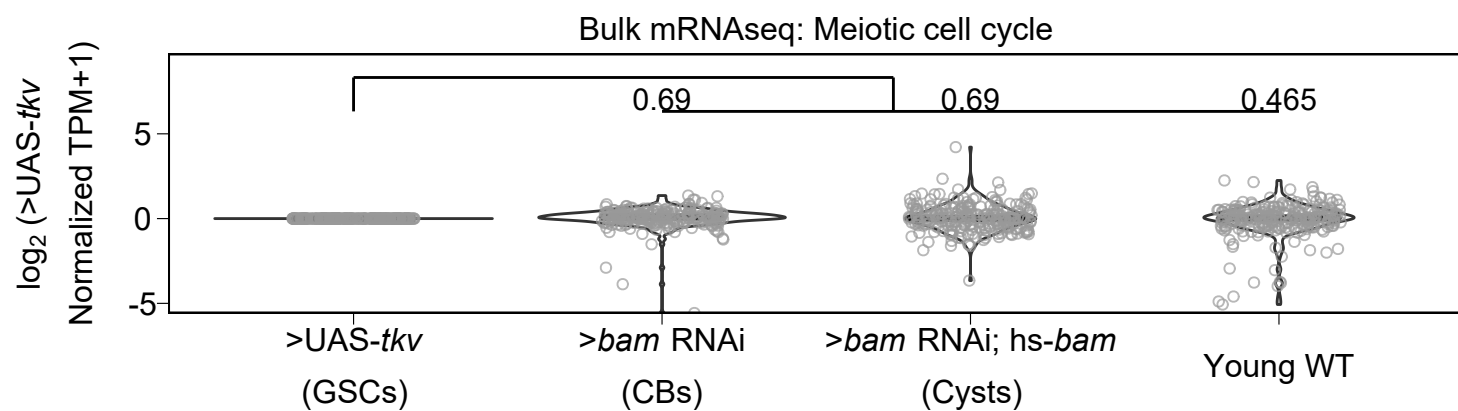 Bulk mRNAseq: Meiotic cell cycle
log2 (>UAS-tkv
Normalized TPM+1)
0.69 0.69 0.465
5
0
-5
>UAS-tkv >bam RNAi >bam RNAi; hs-bam Young WT
(GSCs) (CBs) (Cysts)